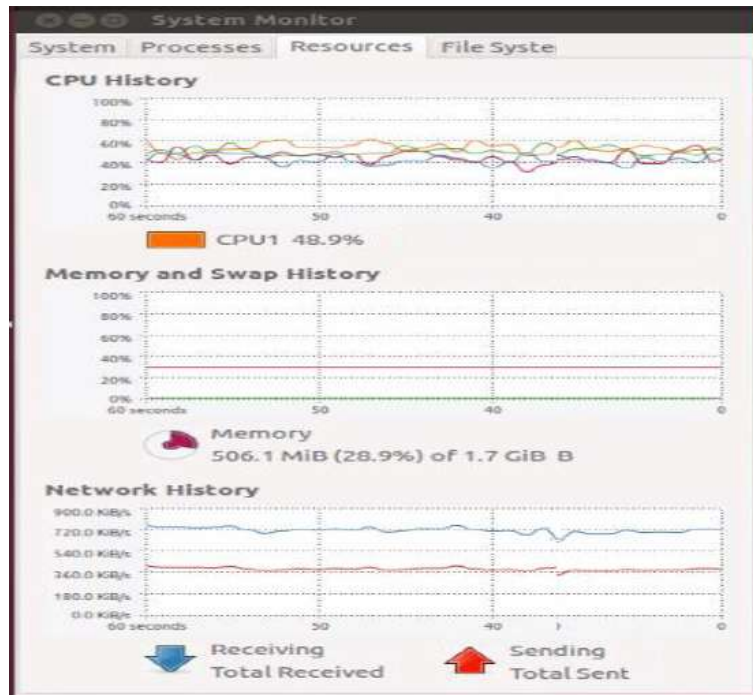 System Monitor
System Processes Resources File Syste
CPU History
100%
80%
60%
40%
20%
0%
60 seconds 50 40 0
CPU1 48.9%
Memory and Swap History
100%
80%
60%
40%
20%
0%
60 seconds 50 40 0
Memory
506.1 MiB (28.9%) of 1.7 GiB B
Network History
900.0 KiB/s
720.0 KiB/s
540.0 KiB/s
360.0 KiB/s
180.0 KiB/s
0.0 KiB/s
60 seconds 50 40 0
Receiving
Total Received
Sending
Total Sent